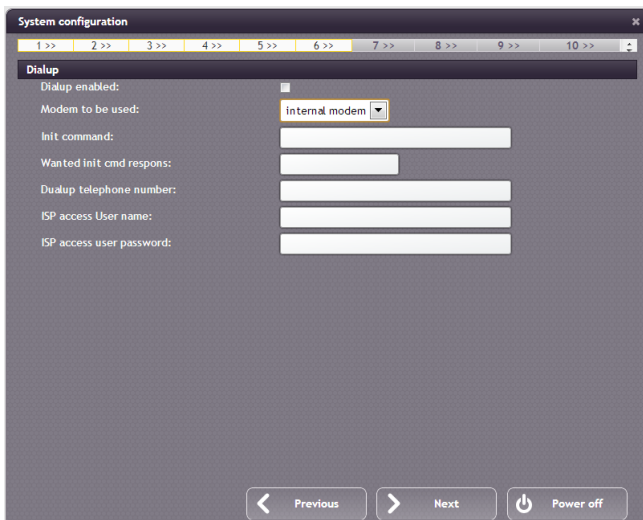 System configuration
1 >> 2 >> 3 >> 4 >> 5 >> 6 >> 7 >> 8 >> 9 >> 10 >>
Dialup
Dialup enabled:
Modem to be used: internal modem
Init command:
Wanted init cmd respons:
Dualup telephone number:
ISP access User name:
ISP access user password:
Previous Next Power off